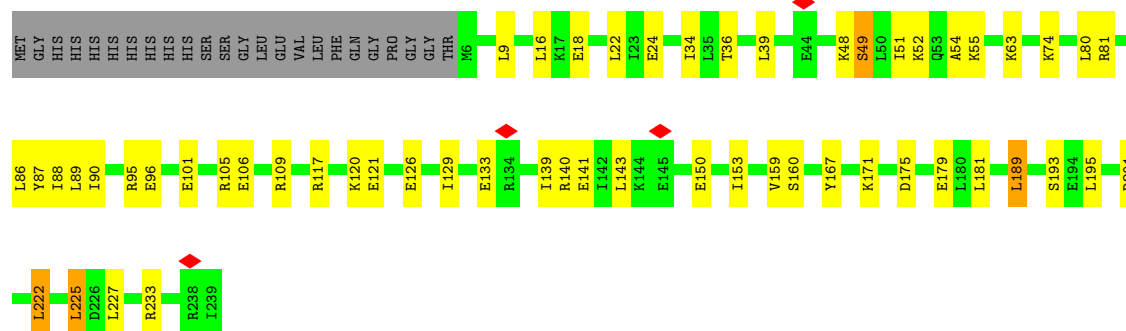 MET GLY HIS HIS HIS HIS HIS HIS HIS HIS HIS HIS SER SER GLY LEU GLU VAL LEU PHE GLN GLY PRO GLY GLY THR M6 L9 L16 K17 E18 L22 I23 E24 I34 L35 T36 L39 E44 K48 S49 L50 I51 K52 Q53 A54 K55 K63 K74 L80 R81
L86 Y87 I88 L89 I90 R95 E96 E101 R105 E106 R109 R117 K120 E121 E126 I129 E133 R134 I139 R140 E141 I142 L143 K144 E145 E150 I153 V159 S160 Y167 K171 D175 E179 L180 L181 L189 S193 E194 L195
L222 L225 D226 L227 R233 R238 I239